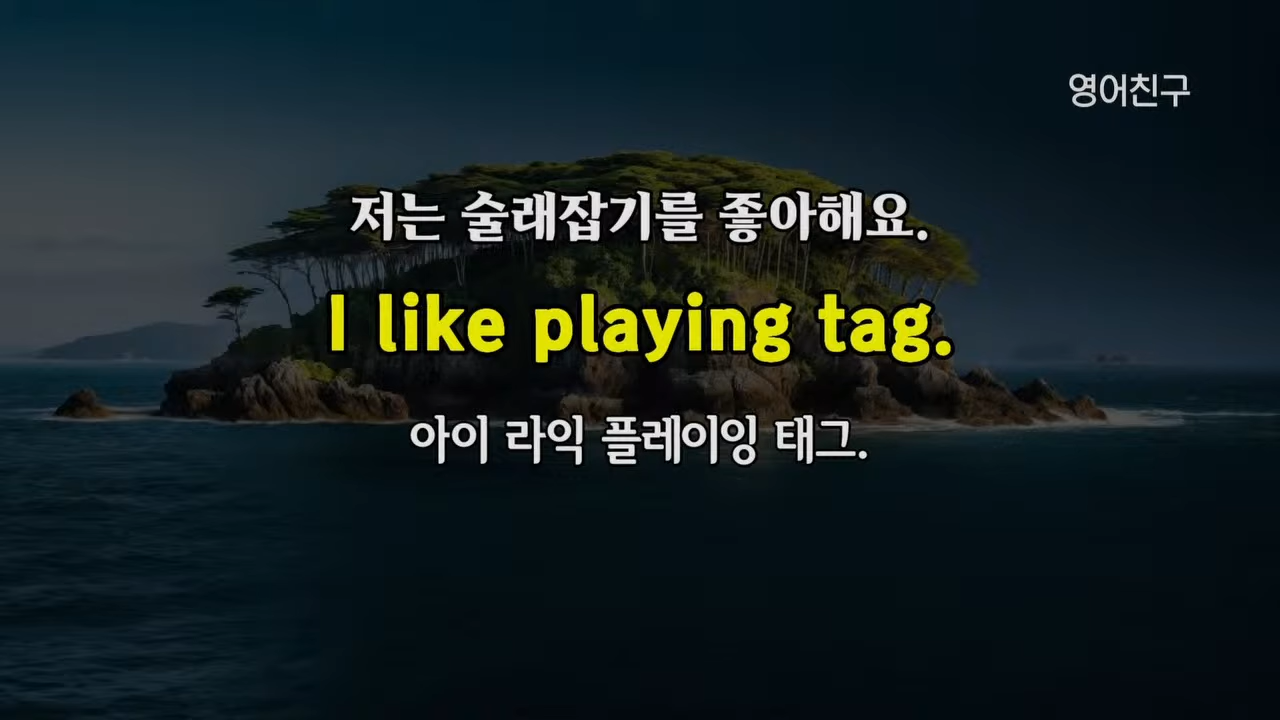 영어친구
저는 술래잡기를 좋아해요.
I like playing tag.
아이 라익 플레이잉 태그.